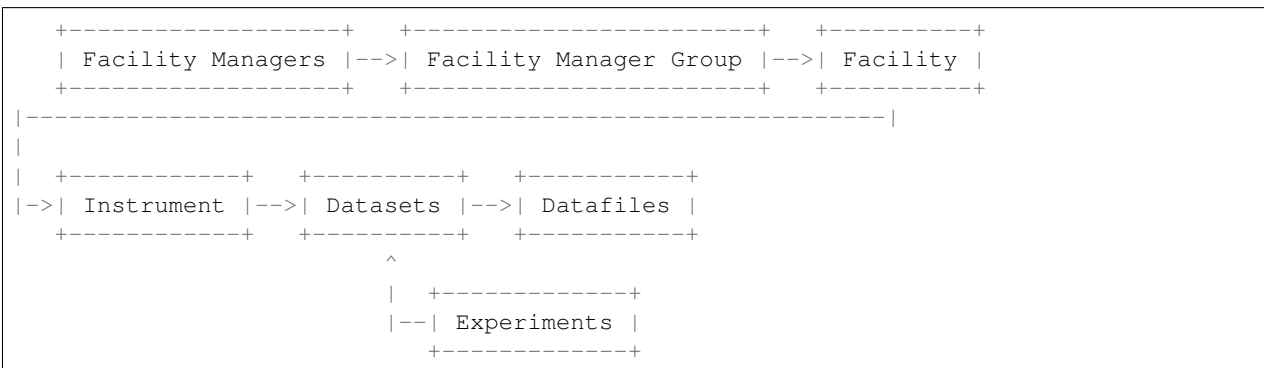 +-------------------+   +------------------------+   +----------+
| Facility Managers |-->| Facility Manager Group |-->| Facility |
+-------------------+   +------------------------+   +----------+
|------------------------------------------------------------|
|
|  +------------+   +----------+   +-----------+
|->| Instrument |-->| Datasets |-->| Datafiles |
+------------+   +----------+   +-----------+
^
|  +-------------+
|--| Experiments |
+-------------+